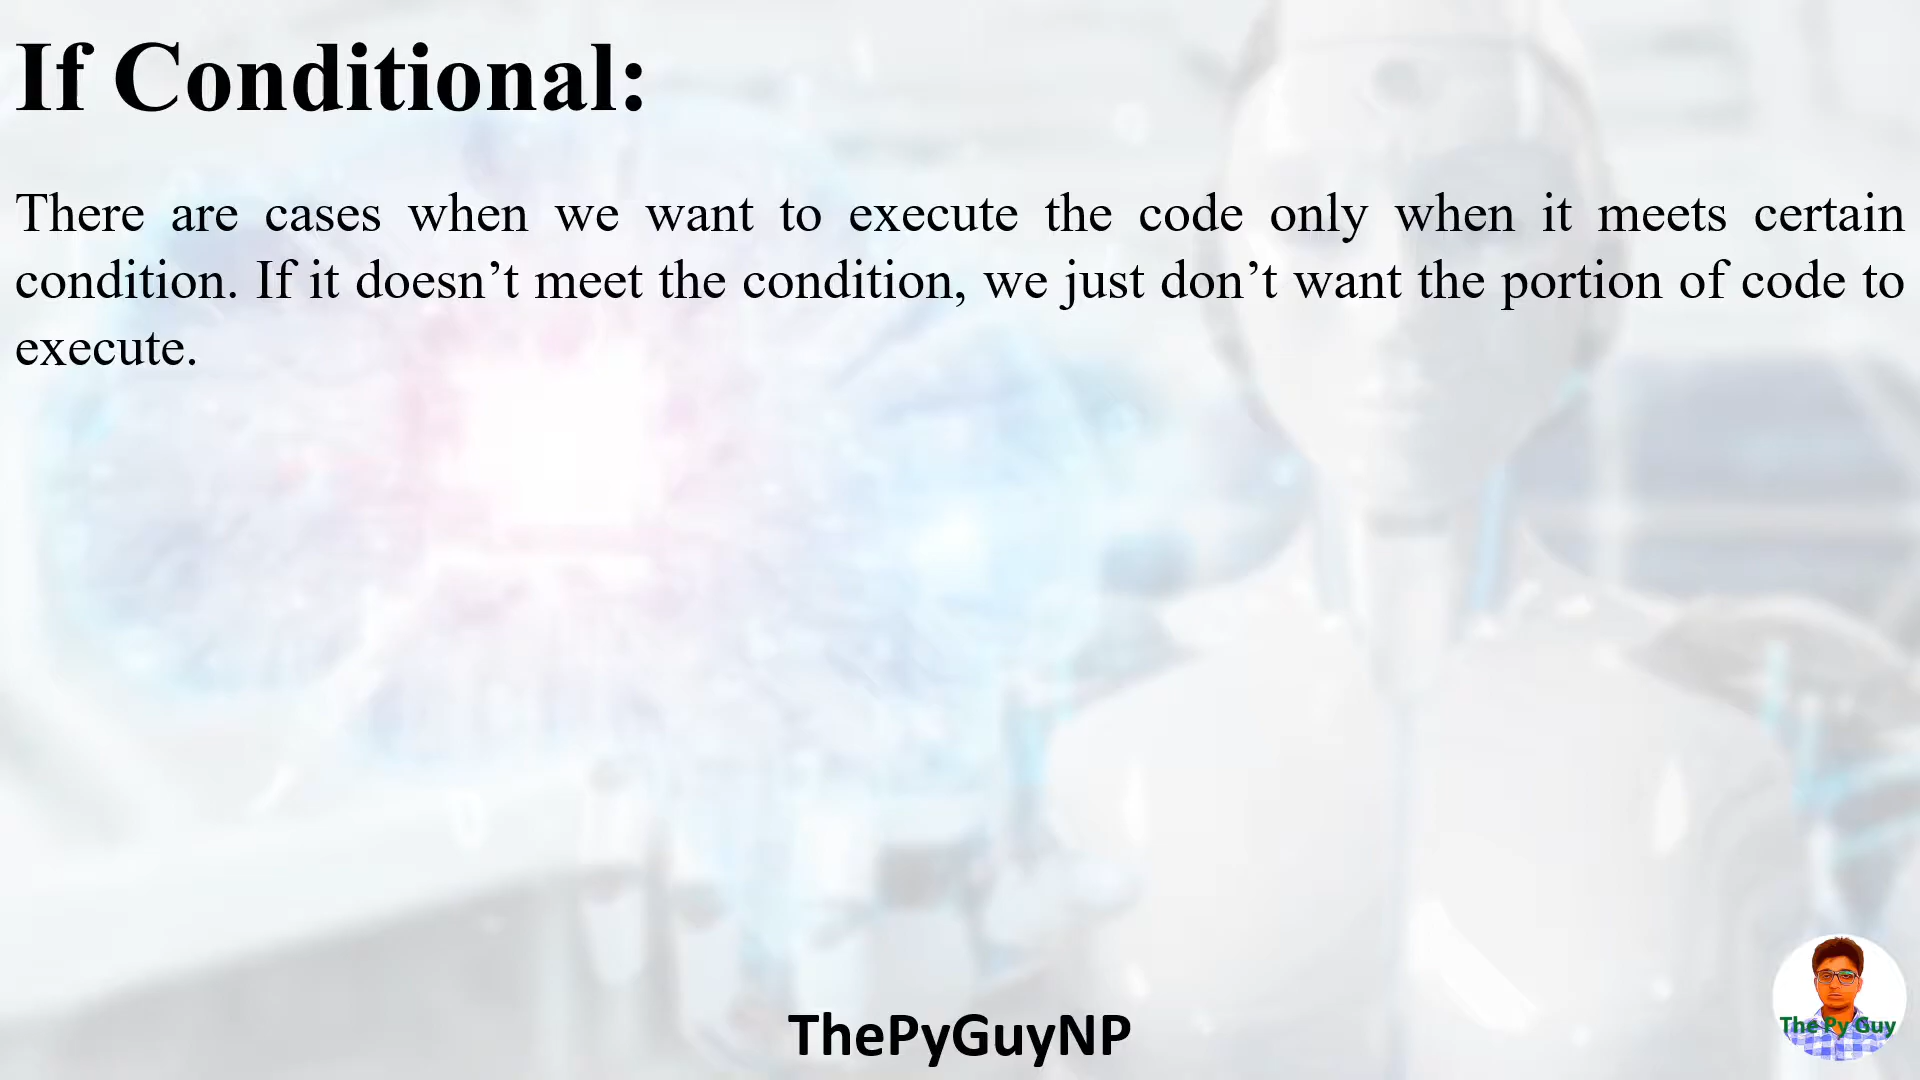 If Conditional:
There are cases when we want to execute the code only when it meets certain
condition. If it doesn’t meet the condition, we just don’t want the portion of code to
execute.
ThePyGuyNP
The Py Guy